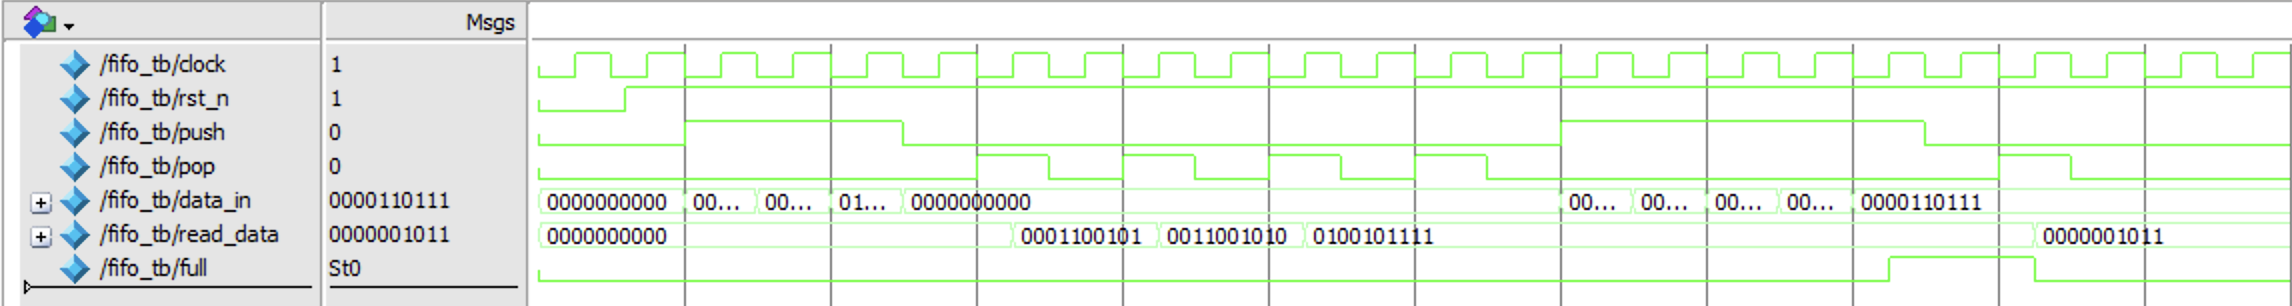 Msgs
/fifo_tb/clock 1
/fifo_tb/rst_n 1
/fifo_tb/push 0
/fifo_tb/pop 0
/fifo_tb/data_in 0000110111 0000000000 00... 00... 01... 0000000000 00... 00... 00... 00... 0000110111
/fifo_tb/read_data 0000001011 0000000000 0001100101 0011001010 0100101111 0000001011
/fifo_tb/full St0